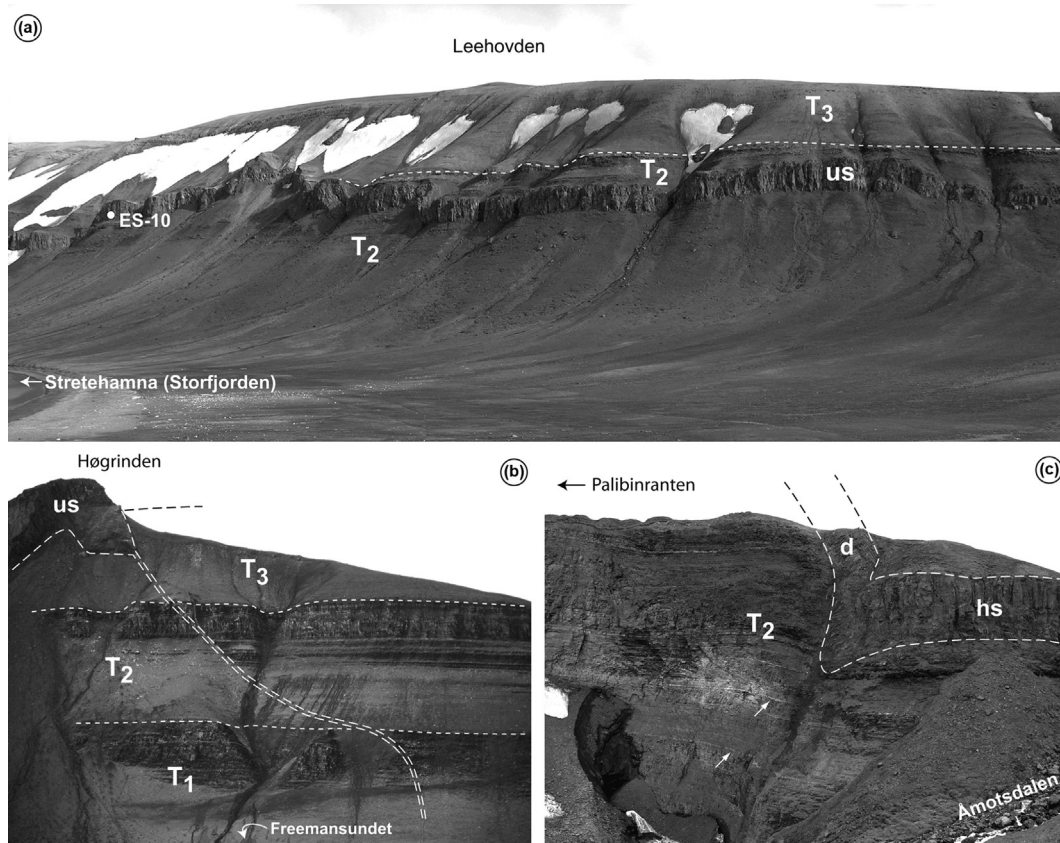 (a)
Leehovden
T3
T2
us
ES-10
T2
← Stretehamna (Storfjorden)
Høgrinden
(b)
us
T3
T2
T1
Freemansundet
(c)
← Palibinranten
d
hs
T2
Åmotsdalen